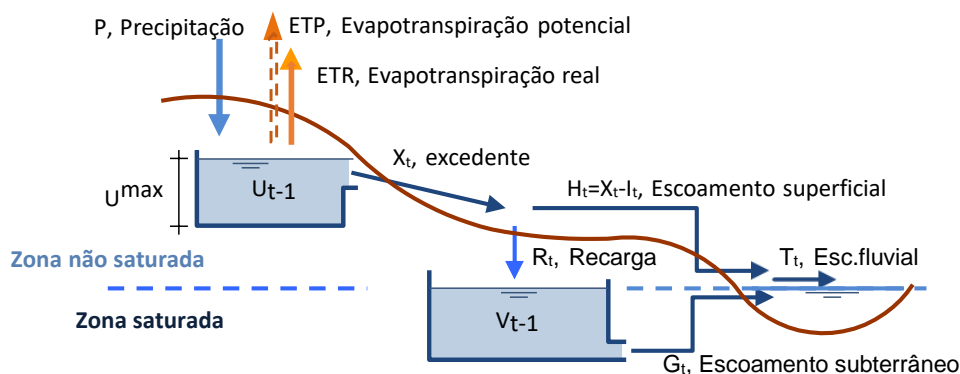 P, Precipitação
ETP, Evapotranspiração potencial
ETR, Evapotranspiração real
Xt, excedente
Umax
Ut-1
Ht=Xt-It, Escoamento superficial
Zona não saturada
Rt, Recarga
Tt, Esc.fluvial
Zona saturada
Vt-1
Gt, Escoamento subterrâneo